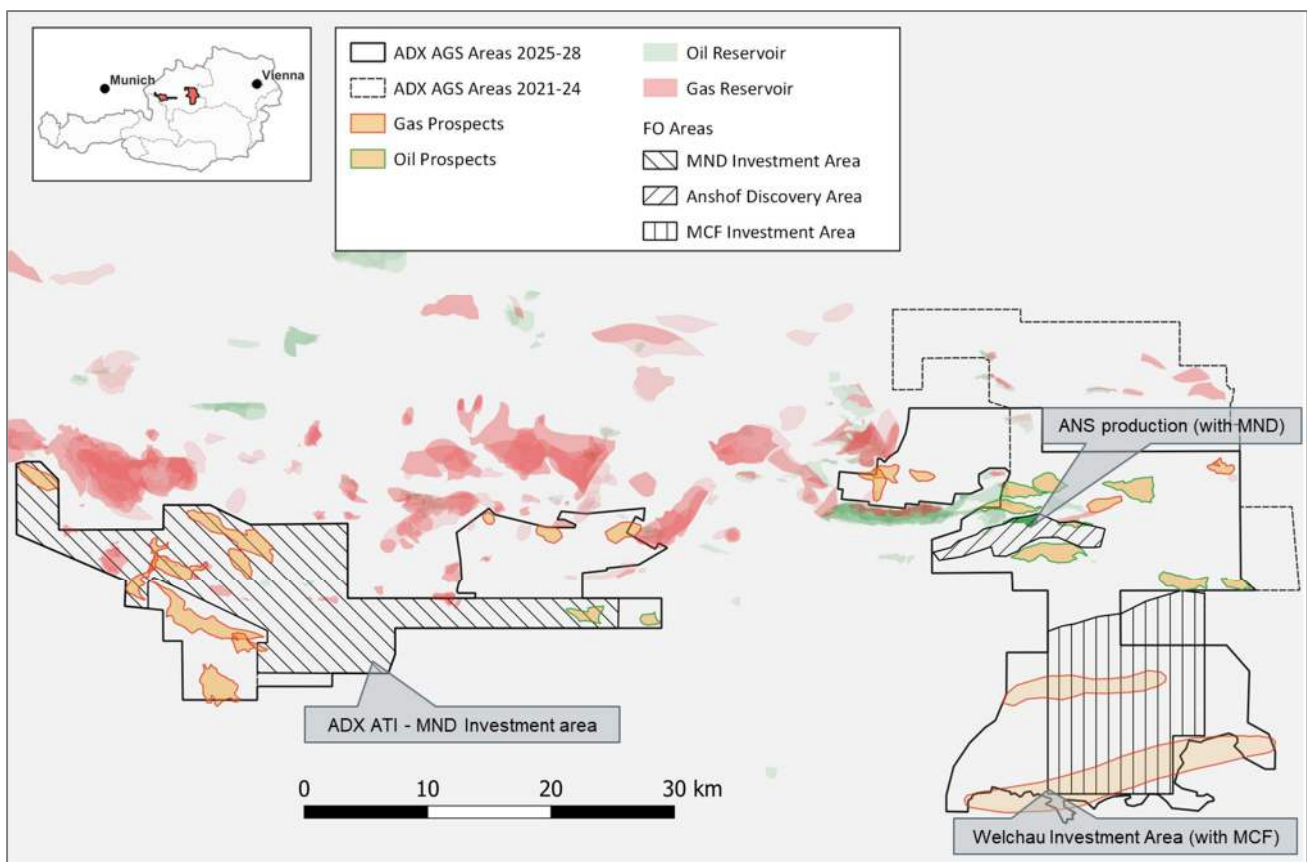 Munich
Vienna
ADX AGS Areas 2025-28
ADX AGS Areas 2021-24
Gas Prospects
Oil Prospects
Oil Reservoir
Gas Reservoir
FO Areas
MND Investment Area
Anshof Discovery Area
MCF Investment Area
ANS production (with MND)
ADX ATI - MND Investment area
0 10 20 30 km
Welchau Investment Area (with MCF)